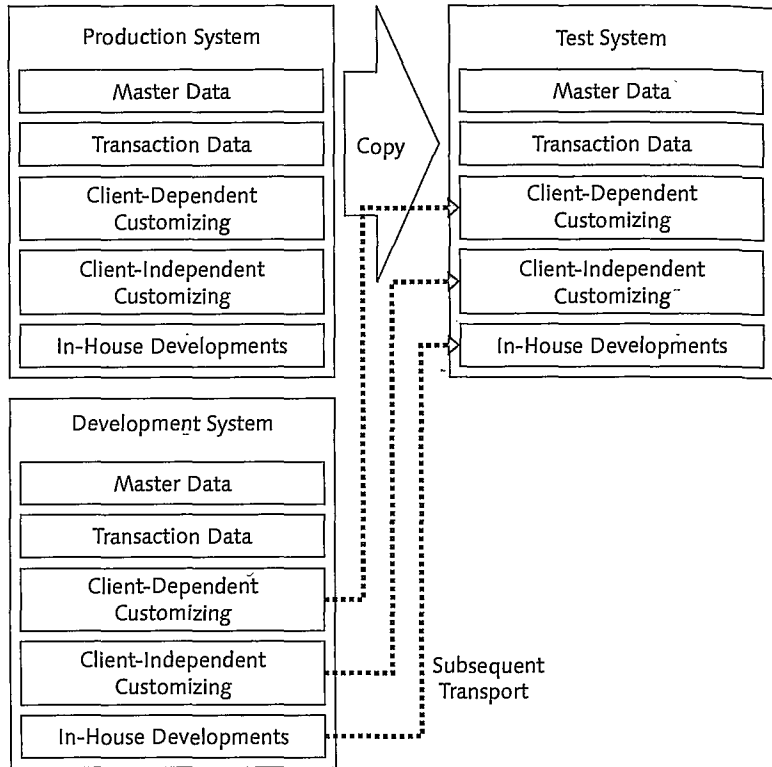 Production System
Master Data
Transaction Data
Client-Dependent
Customizing
Client-Independent
Customizing
In-House Developments
Copy
Test System
Master Data
Transaction Data
Client-Dependent
Customizing
Client-Independent
Customizing
In-House Developments
Development System
Master Data
Transaction Data
Client-Dependent
Customizing
Client-Independent
Customizing
In-House Developments
Subsequent
Transport